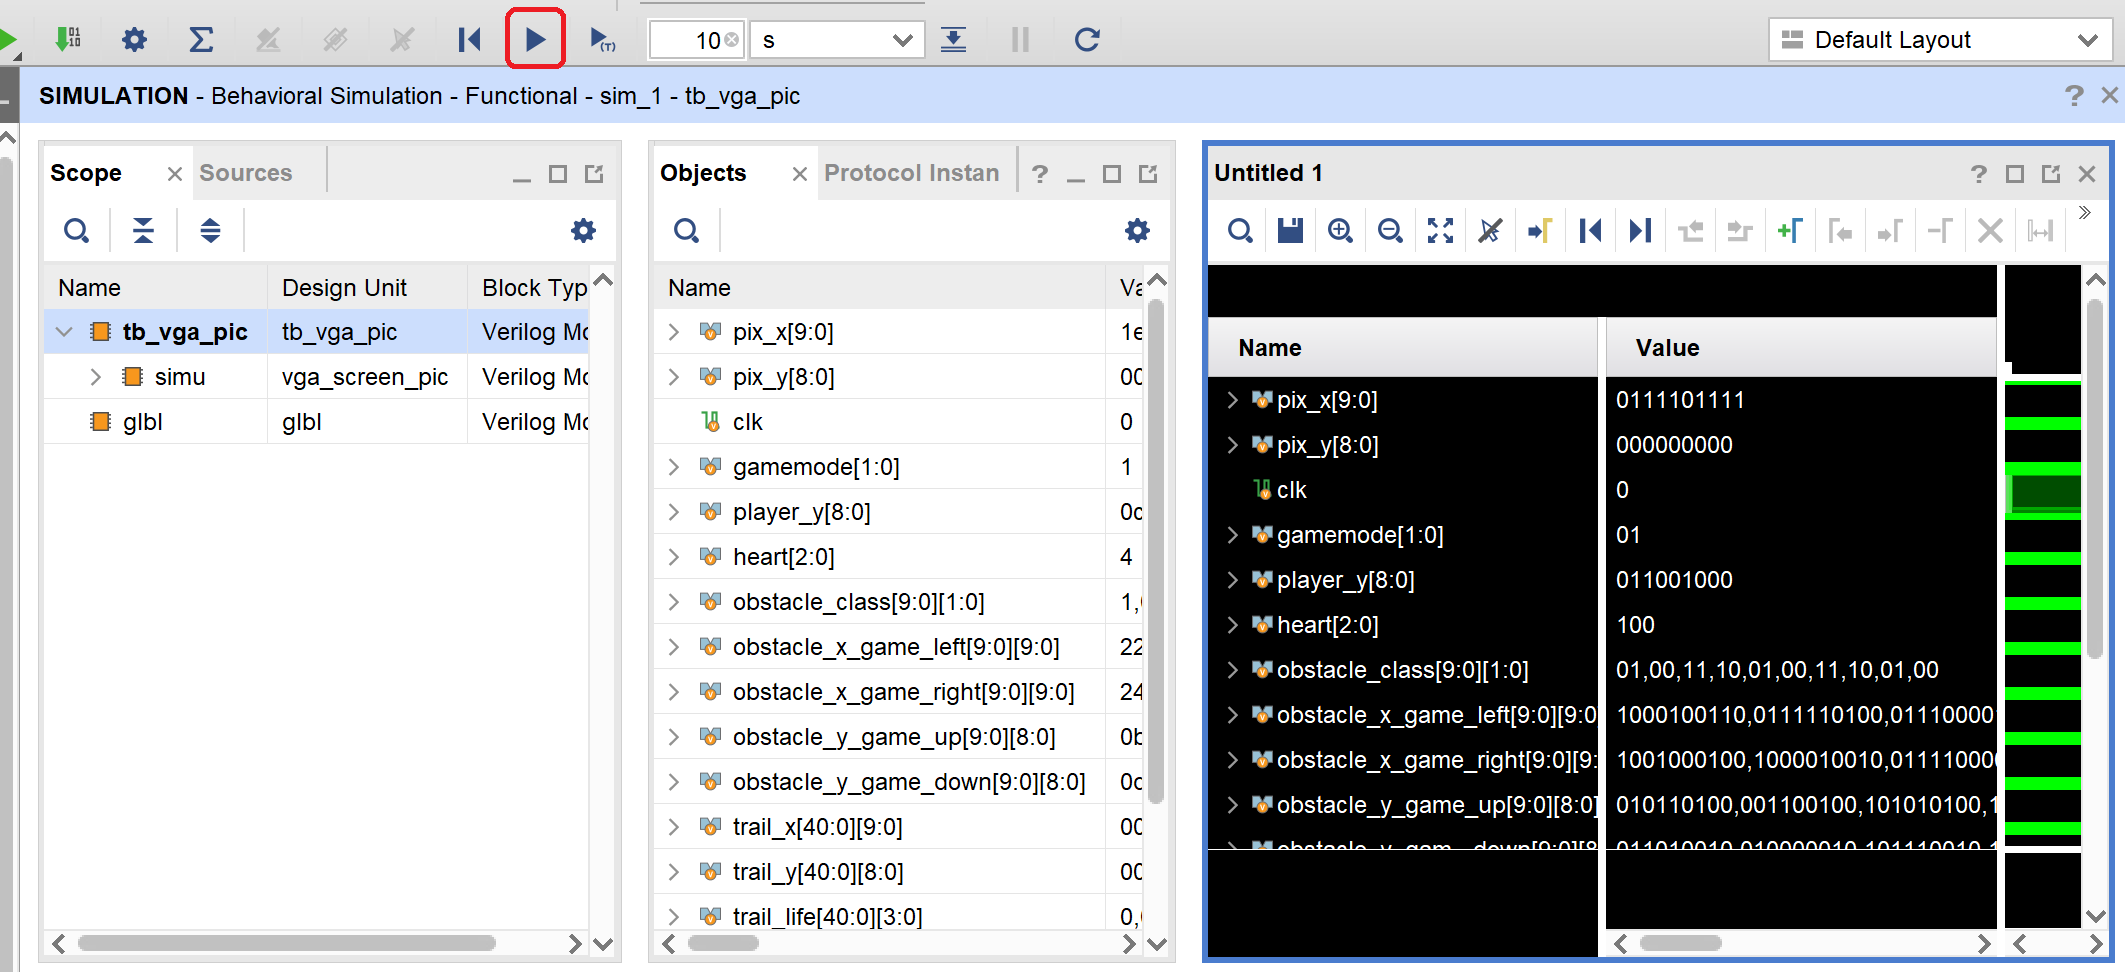 01
10
(T)
10
s
Default Layout
SIMULATION - Behavioral Simulation - Functional - sim_1 - tb_vga_pic
?
Scope
Sources
Name
Design Unit
Block Typ
tb_vga_pic
tb_vga_pic
Verilog Mo
simu
vga_screen_pic
Verilog Mo
glbl
glbl
Verilog Mo
Objects
Protocol Instan
?
Name
Va
pix_x[9:0]
1e
pix_y[8:0]
00
clk
0
gamemode[1:0]
1
player_y[8:0]
0c
heart[2:0]
4
obstacle_class[9:0][1:0]
1,
obstacle_x_game_left[9:0][9:0]
22
obstacle_x_game_right[9:0][9:0]
24
obstacle_y_game_up[9:0][8:0]
0b
obstacle_y_game_down[9:0][8:0]
0c
trail_x[40:0][9:0]
00
trail_y[40:0][8:0]
00
trail_life[40:0][3:0]
0,
Untitled 1
?
Name
Value
pix_x[9:0]
0111101111
pix_y[8:0]
000000000
clk
0
gamemode[1:0]
01
player_y[8:0]
011001000
heart[2:0]
100
obstacle_class[9:0][1:0]
01,00,11,10,01,00,11,10,01,00
obstacle_x_game_left[9:0][9:0
1000100110,0111110100,011100001
obstacle_x_game_right[9:0][9:
1001000100,1000010010,011110000
obstacle_y_game_up[9:0][8:0]
010110100,001100100,101010100,1